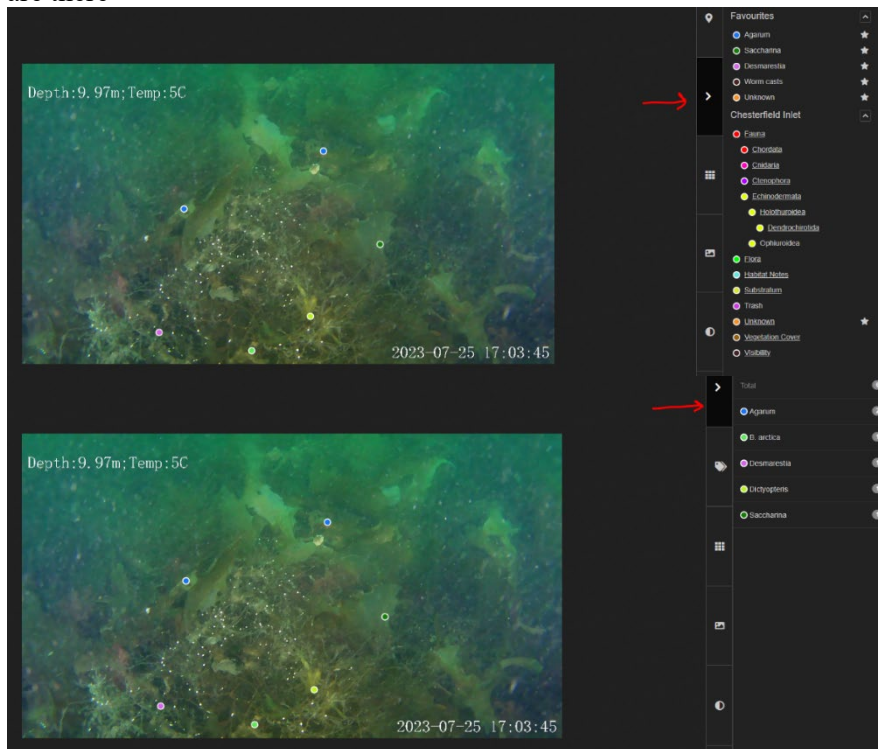 Favourites
Agarum
Saccharina
Desmarestia
Worm casts
Unknown
Chesterfield Inlet
Fauna
Chordata
Cnidaria
Ctenophora
Echinodermata
Holothuroidea
Dendrochirotida
Ophiuroidea
Flora
Habitat Notes
Substratum
Trash
Unknown
Vegetation Cover
Visibility
Depth:9.97m;Temp:5C
2023-07-25 17:03:45
Total
Agarum
B. arctica
Desmarestia
Dictyopteris
Saccharina
Depth:9.97m;Temp:5C
2023-07-25 17:03:45